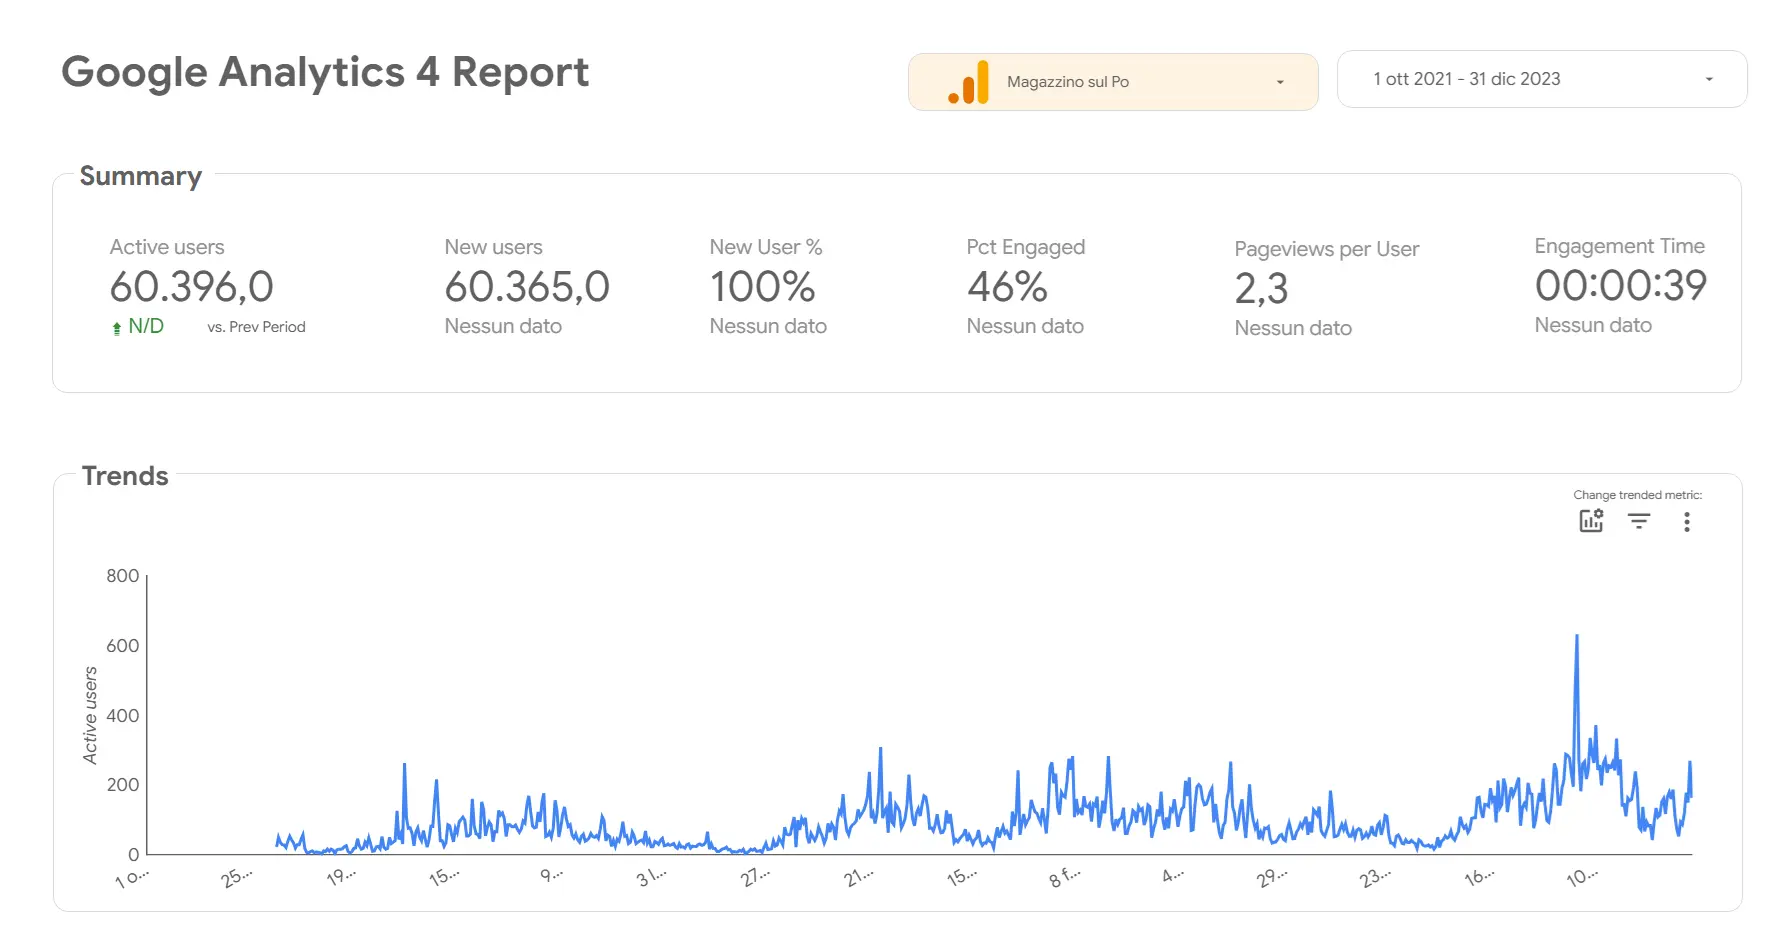 Google Analytics 4 Report
Magazzino sul Po
1 ott 2021 - 31 dic 2023
Summary
Active users
60.396,0
N/D
vs. Prev Period
New users
60.365,0
Nessun dato
New User %
100%
Nessun dato
Pct Engaged
46%
Nessun dato
Pageviews per User
2,3
Nessun dato
Engagement Time
00:00:39
Nessun dato
Trends
Change trended metric:
Active users
800
600
400
200
0
1 o...
25...
19...
15...
9...
31...
27...
21...
15...
8 f...
4...
29...
23...
16...
10...